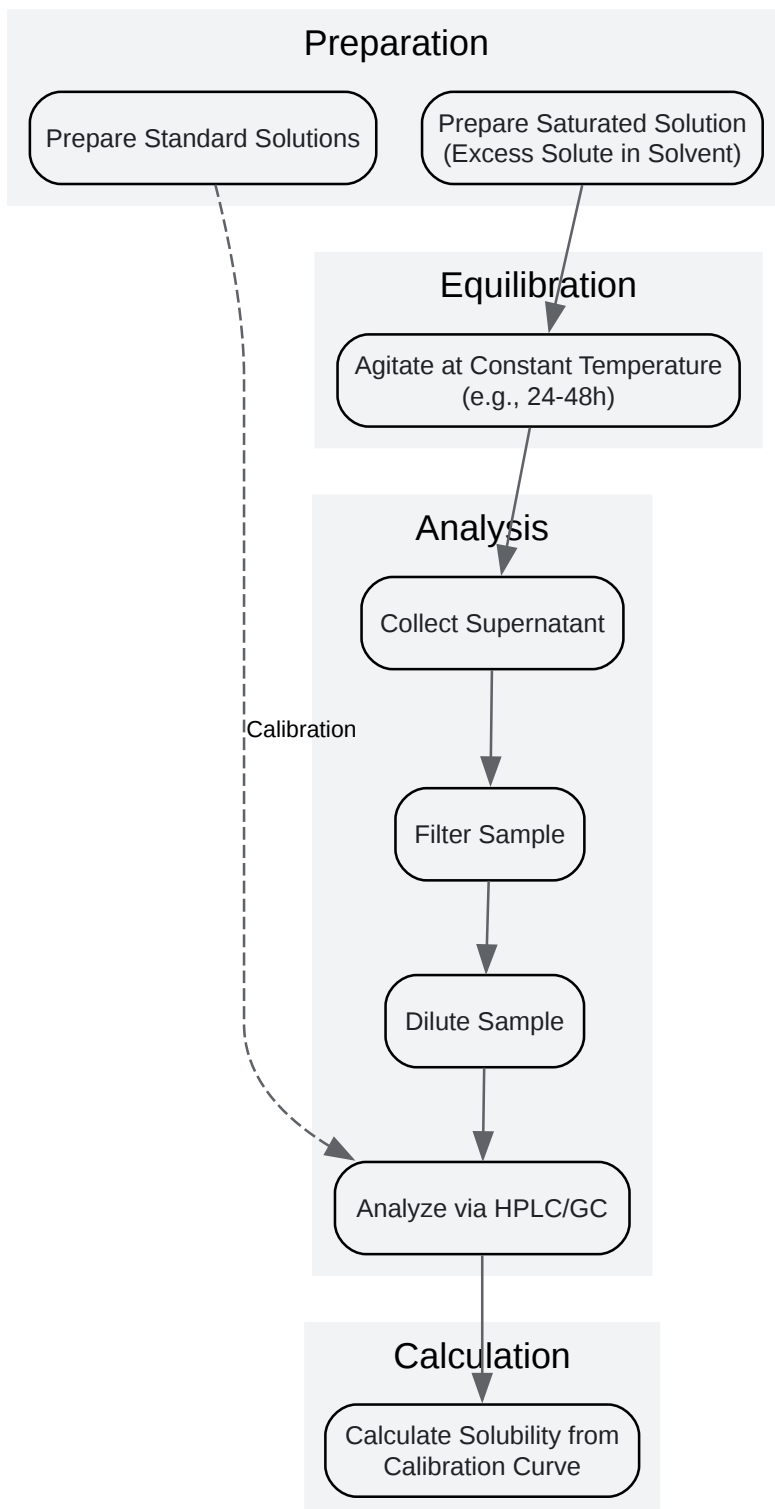 Preparation
Prepare Standard Solutions
Prepare Saturated Solution
(Excess Solute in Solvent)
Equilibration
Agitate at Constant Temperature
(e.g., 24-48h)
Analysis
Collect Supernatant
Calibration
Filter Sample
Dilute Sample
Analyze via HPLC/GC
Calculation
Calculate Solubility from
Calibration Curve